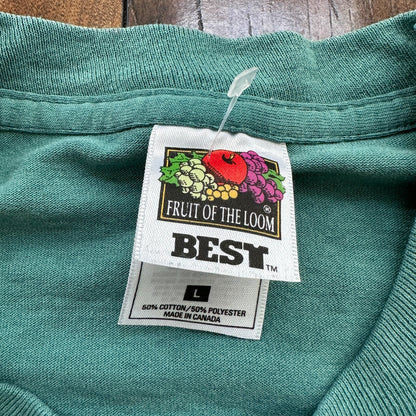 FRUIT OF THE LOOM ®
BEST ™
L
50% COTTON/50% POLYESTER
MADE IN CANADA